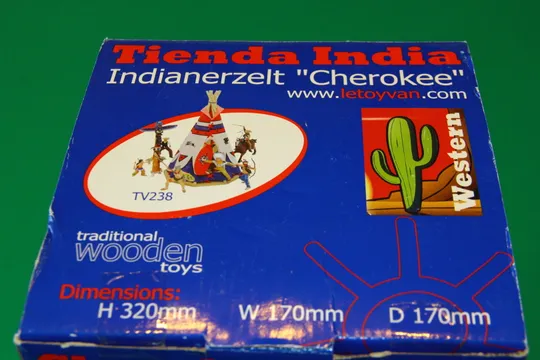 Tienda India
Indianerzelt "Cherokee"
www.letoyvan.com
TV238
Western
traditional
wooden
toys
Dimensions:
H 320mm W 170mm D 170mm